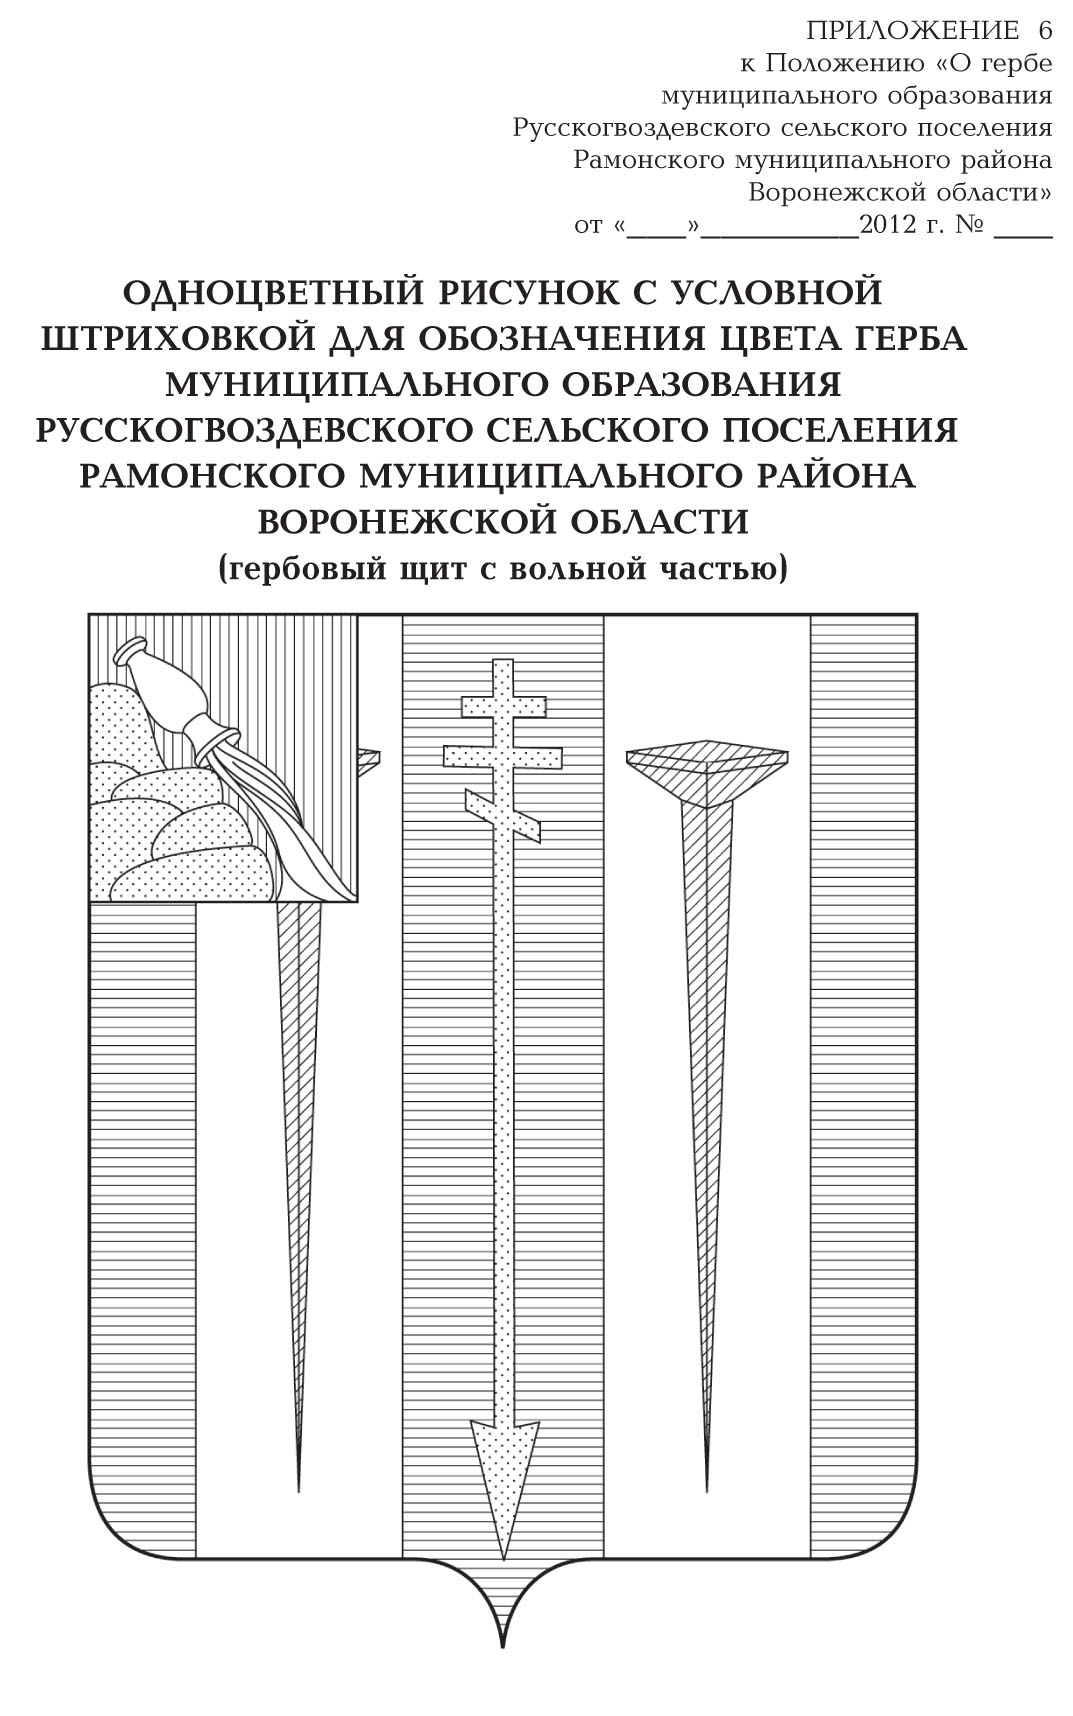 ПРИЛОЖЕНИЕ 6
к Положению «О гербе
муниципального образования
Русскогвоздевского сельского поселения
Рамонского муниципального района
Воронежской области»
от «____»___________2012 г. № ____
ОДНОЦВЕТНЫЙ РИСУНОК С УСЛОВНОЙ
ШТРИХОВКОЙ ДЛЯ ОБОЗНАЧЕНИЯ ЦВЕТА ГЕРБА
МУНИЦИПАЛЬНОГО ОБРАЗОВАНИЯ
РУССКОГВОЗДЕВСКОГО СЕЛЬСКОГО ПОСЕЛЕНИЯ
РАМОНСКОГО МУНИЦИПАЛЬНОГО РАЙОНА
ВОРОНЕЖСКОЙ ОБЛАСТИ
(гербовый щит с вольной частью)